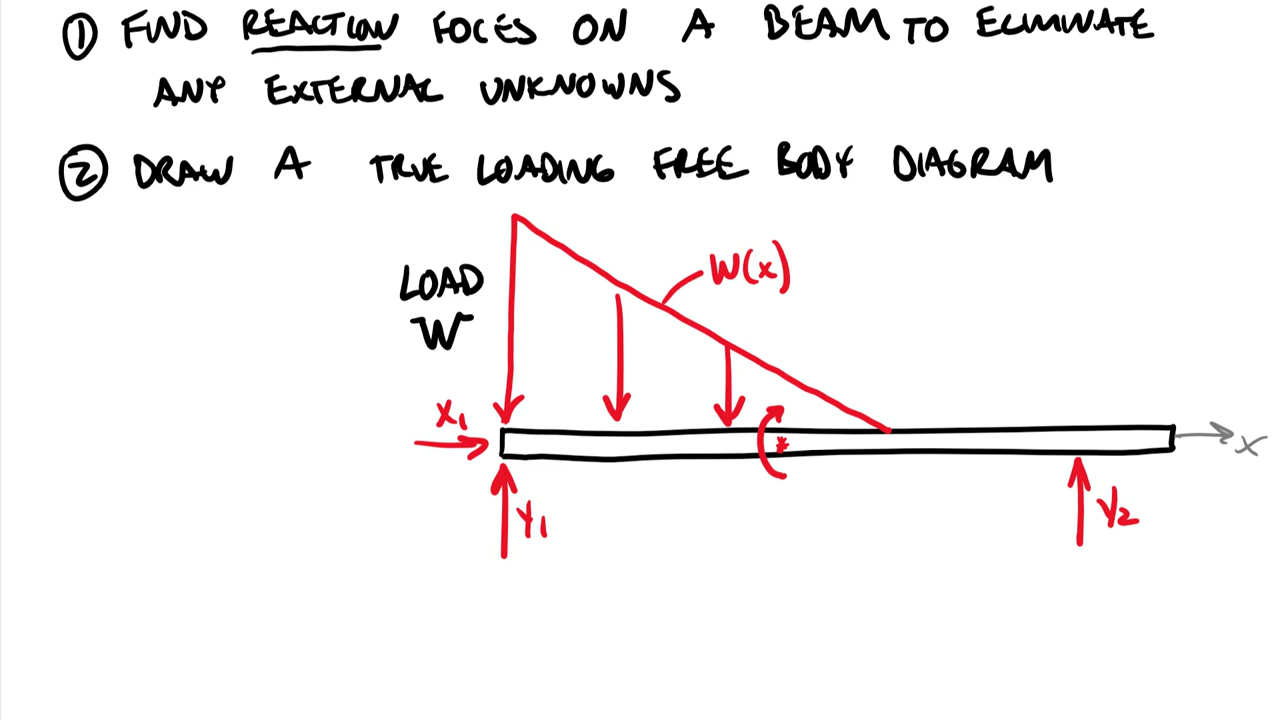 ① FIND REACTION FOCES ON A BEAM TO ELIMINATE
ANY EXTERNAL UNKNOWNS
② DRAW A TRUE LOADING FREE BODY DIAGRAM
W(x)
LOAD
W
X₁
*
x
Y₁
Y₂